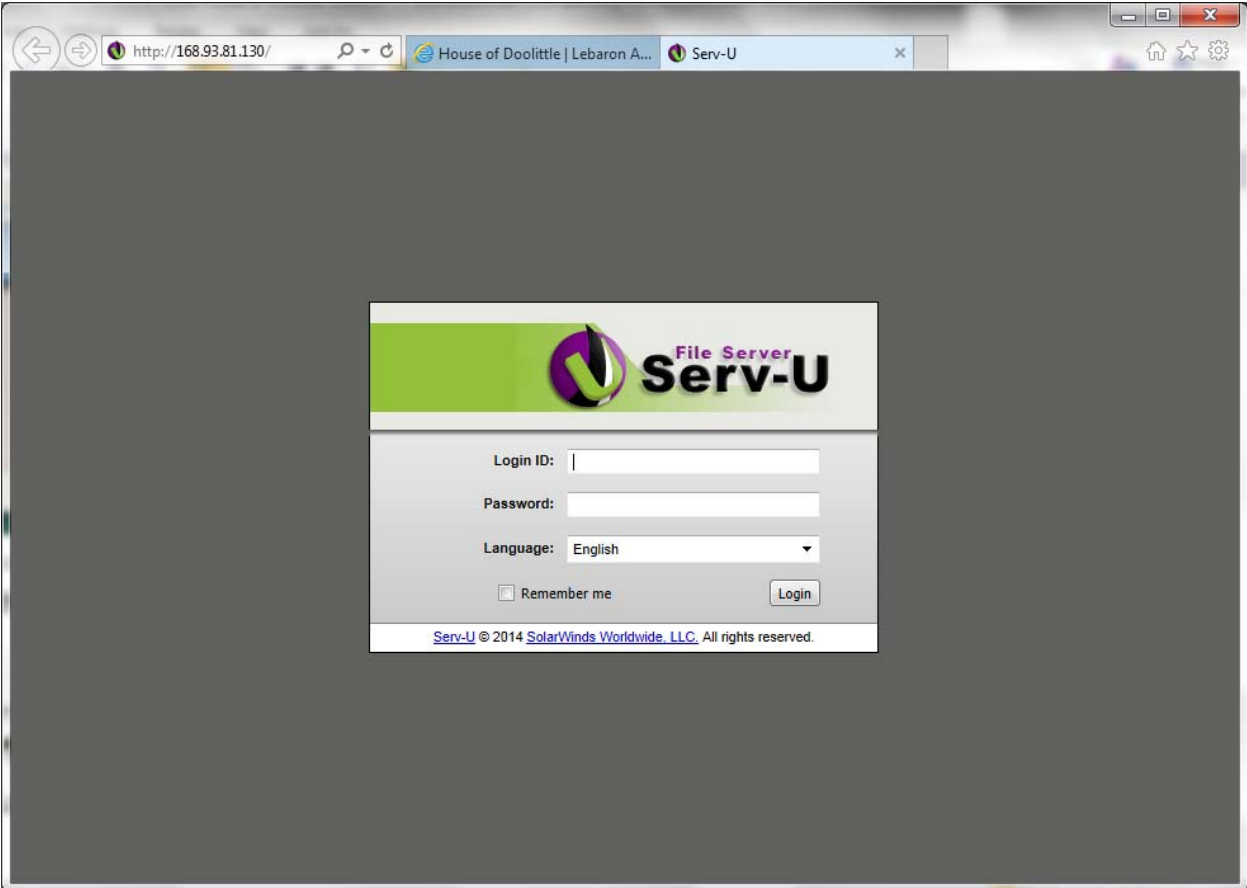 http://168.93.81.130/
House of Doolittle | Lebaron A...
Serv-U
File Server
Serv-U
Login ID:
Password:
Language: English
Remember me Login
Serv-U © 2014 SolarWinds Worldwide, LLC. All rights reserved.